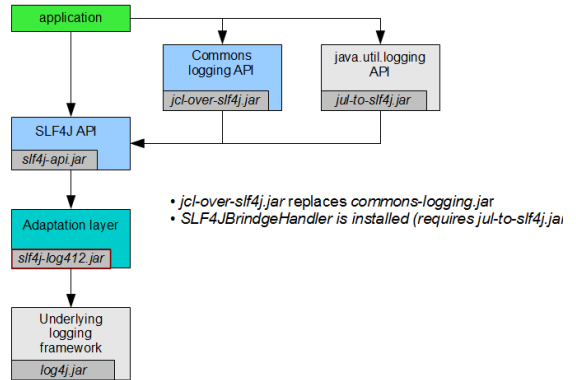 application
Commons
logging API
jcl-over-slf4j.jar
java.util.logging
API
jul-to-slf4j.jar
SLF4J API
slf4j-api.jar
• jcl-over-slf4j.jar replaces commons-logging.jar
• SLF4JBridgeHandler is installed (requires jul-to-slf4j.jar
Adaptation layer
slf4j-log412.jar
Underlying
logging
framework
log4j.jar